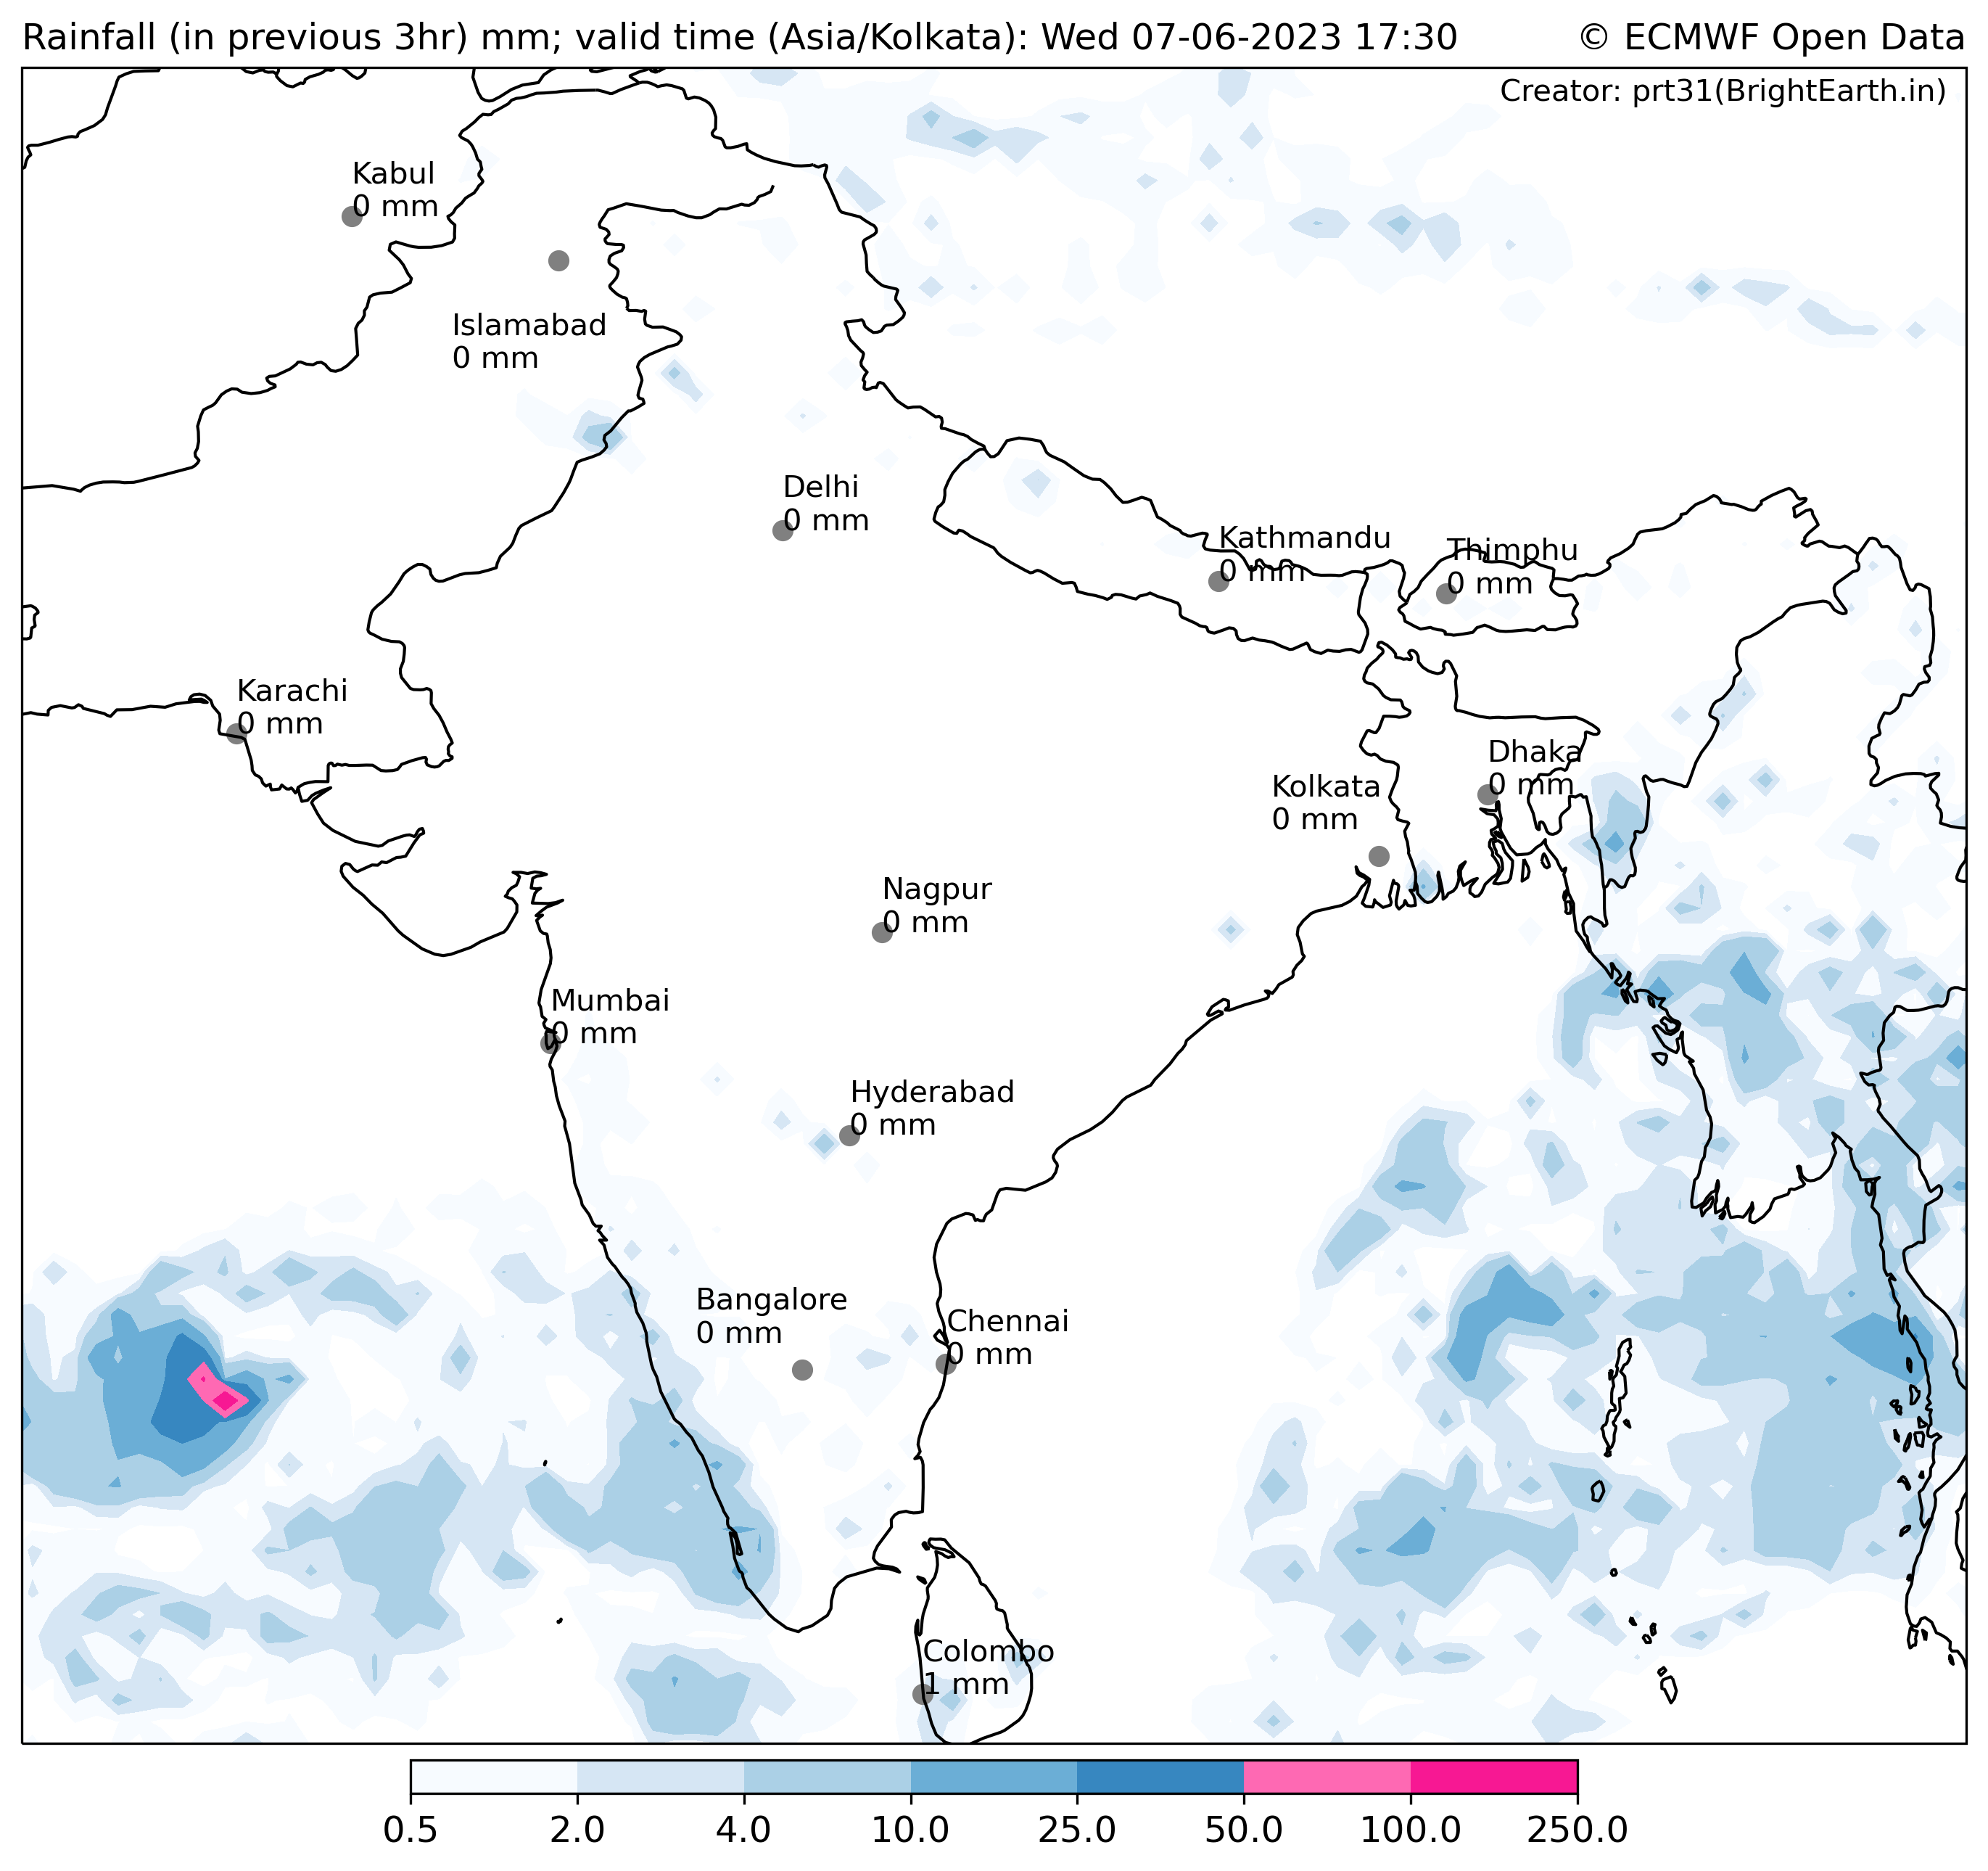 Rainfall (in previous 3hr) mm; valid time (Asia/Kolkata): Wed 07-06-2023 17:30
© ECMWF Open Data
Creator: prt31(BrightEarth.in)
Kabul
0 mm
Islamabad
0 mm
Delhi
0 mm
Kathmandu
0 mm
Thimphu
0 mm
Karachi
0 mm
Dhaka
0 mm
Kolkata
0 mm
Nagpur
0 mm
Mumbai
0 mm
Hyderabad
0 mm
Bangalore
0 mm
Chennai
0 mm
Colombo
1 mm
0.5 2.0 4.0 10.0 25.0 50.0 100.0 250.0